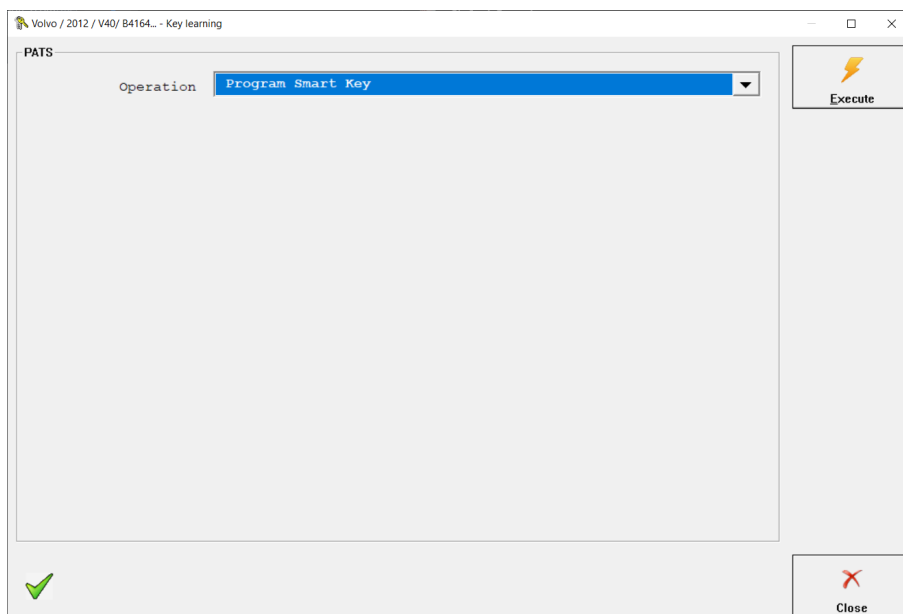 Volvo / 2012 / V40/ B4164... - Key learning
PATS
Operation
Program Smart Key
Execute
Close